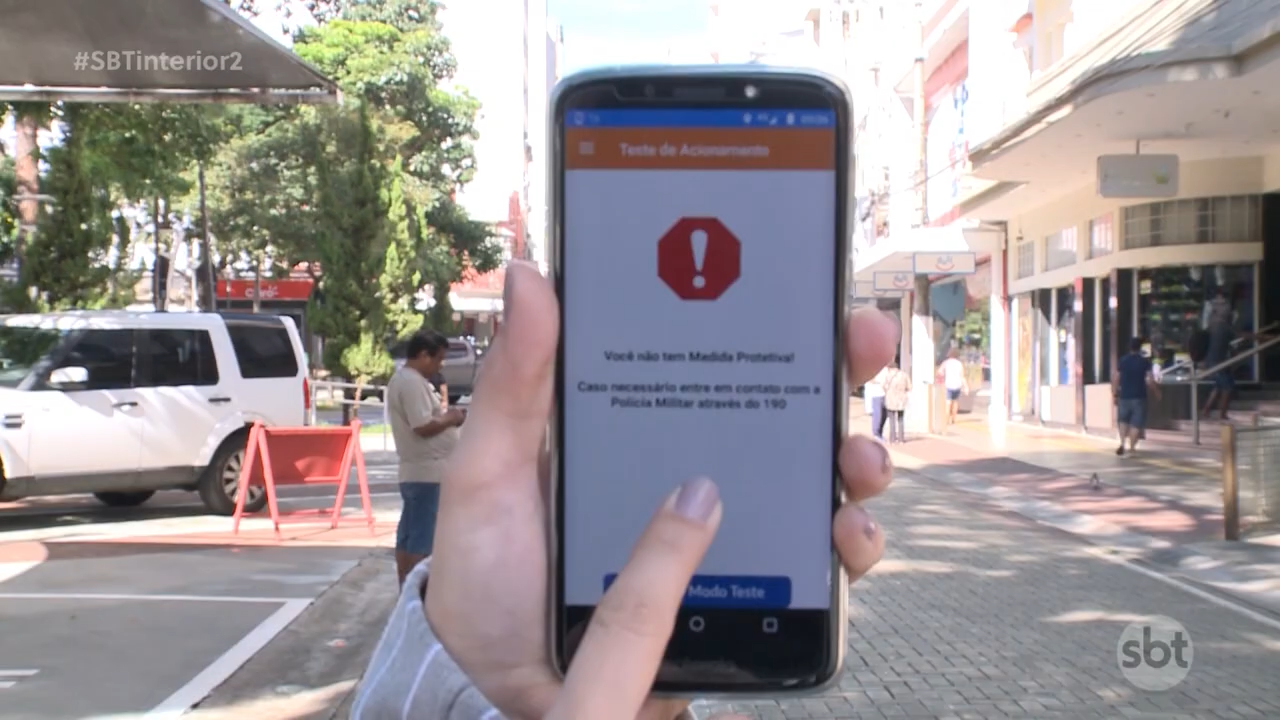 #SBTinterior2
Teste de Acionamento
Você não tem Medida Protetiva!
Caso necessário entre em contato com a
Polícia Militar através do 190
Modo Teste
Claro
sbt